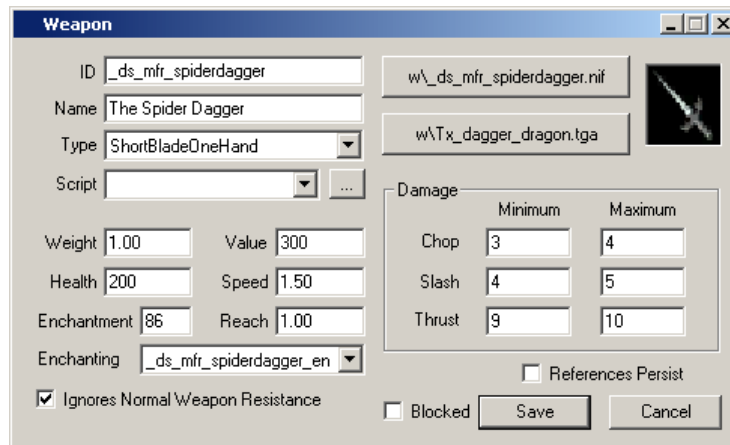 Weapon
ID _ds_mfr_spiderdagger
Name The Spider Dagger
Type ShortBladeOneHand
Script ...
Weight 1.00 Value 300
Health 200 Speed 1.50
Enchantment 86 Reach 1.00
Enchanting _ds_mfr_spiderdagger_en
Ignores Normal Weapon Resistance
w\_ds_mfr_spiderdagger.nif
w\Tx_dagger_dragon.tga
Damage
Minimum Maximum
Chop 3 4
Slash 4 5
Thrust 9 10
References Persist
Blocked Save Cancel